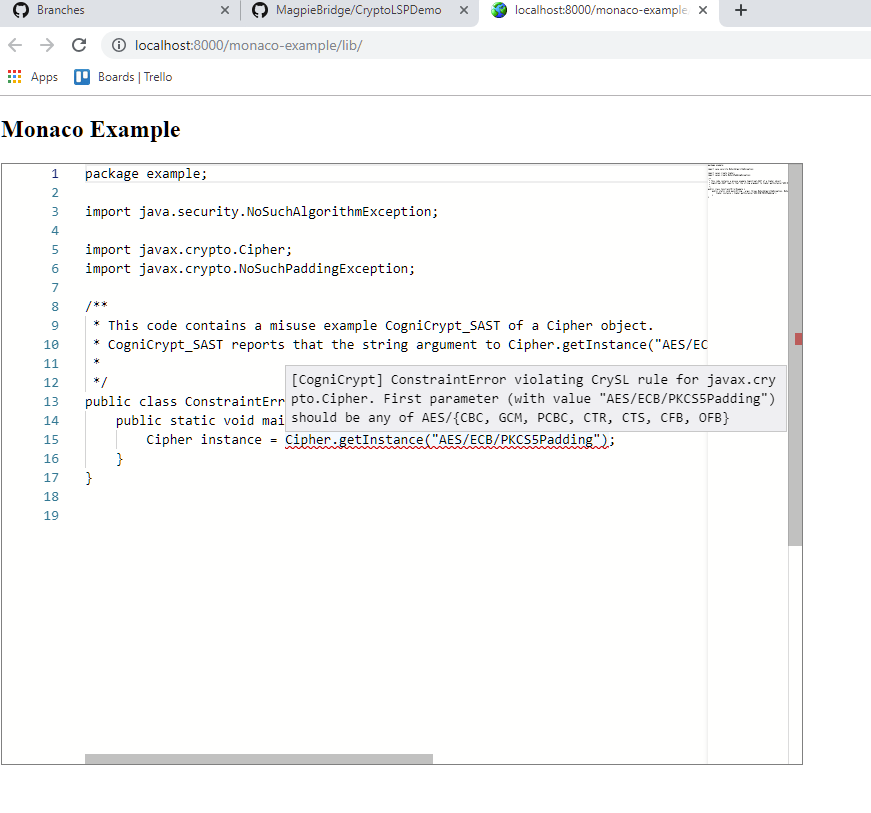 Branches
MagpieBridge/CryptoLSPDemo
localhost:8000/monaco-example
localhost:8000/monaco-example/lib/
Apps
Boards | Trello
Monaco Example
1 package example;
2
3 import java.security.NoSuchAlgorithmException;
4
5 import javax.crypto.Cipher;
6 import javax.crypto.NoSuchPaddingException;
7
8 /**
9 * This code contains a misuse example CogniCrypt_SAST of a Cipher object.
10 * CogniCrypt_SAST reports that the string argument to Cipher.getInstance("AES/EC
11 *
12 */
[CogniCrypt] ConstraintError violating CrySL rule for javax.cry
pto.Cipher. First parameter (with value "AES/ECB/PKCS5Padding")
should be any of AES/{CBC, GCM, PCBC, CTR, CTS, CFB, OFB}
13 public class ConstraintErr
14 public static void mai
15 Cipher instance = Cipher.getInstance("AES/ECB/PKCS5Padding");
16 }
17 }
18
19